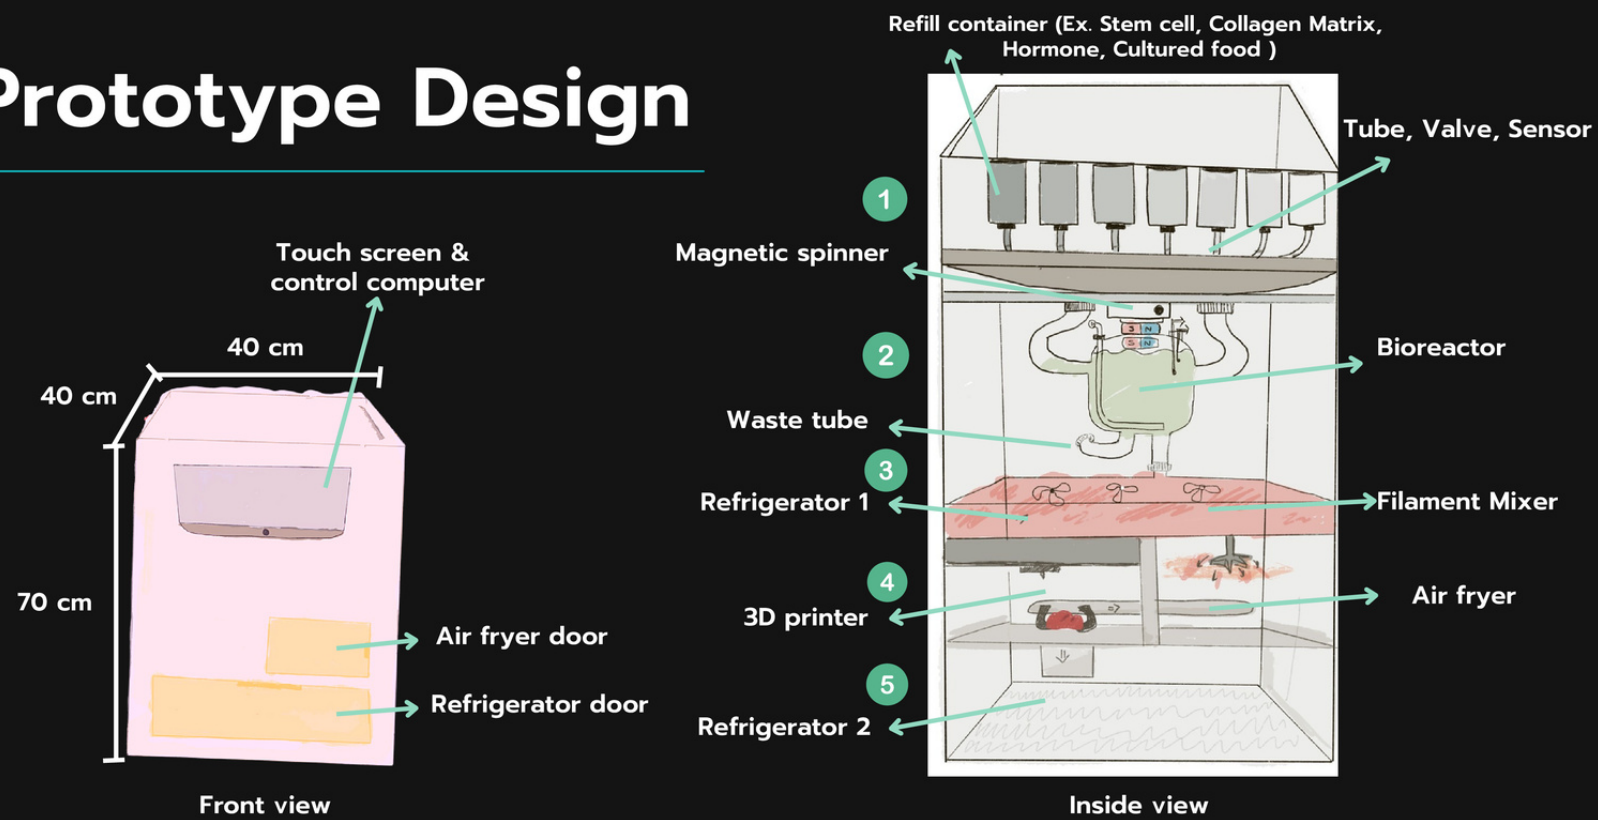 Prototype Design
Refill container (Ex. Stem cell, Collagen Matrix,
Hormone, Cultured food )
Tube, Valve, Sensor
1
Magnetic spinner
Touch screen &
control computer
40 cm
40 cm
70 cm
S N
S N
2
Bioreactor
Waste tube
3
Refrigerator 1
Filament Mixer
4
3D printer
Air fryer
Air fryer door
5
Refrigerator door
Refrigerator 2
Front view
Inside view